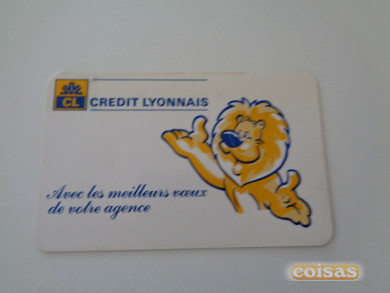 CL CREDIT LYONNAIS
Avec les meilleurs vœux
de votre agence
coisas